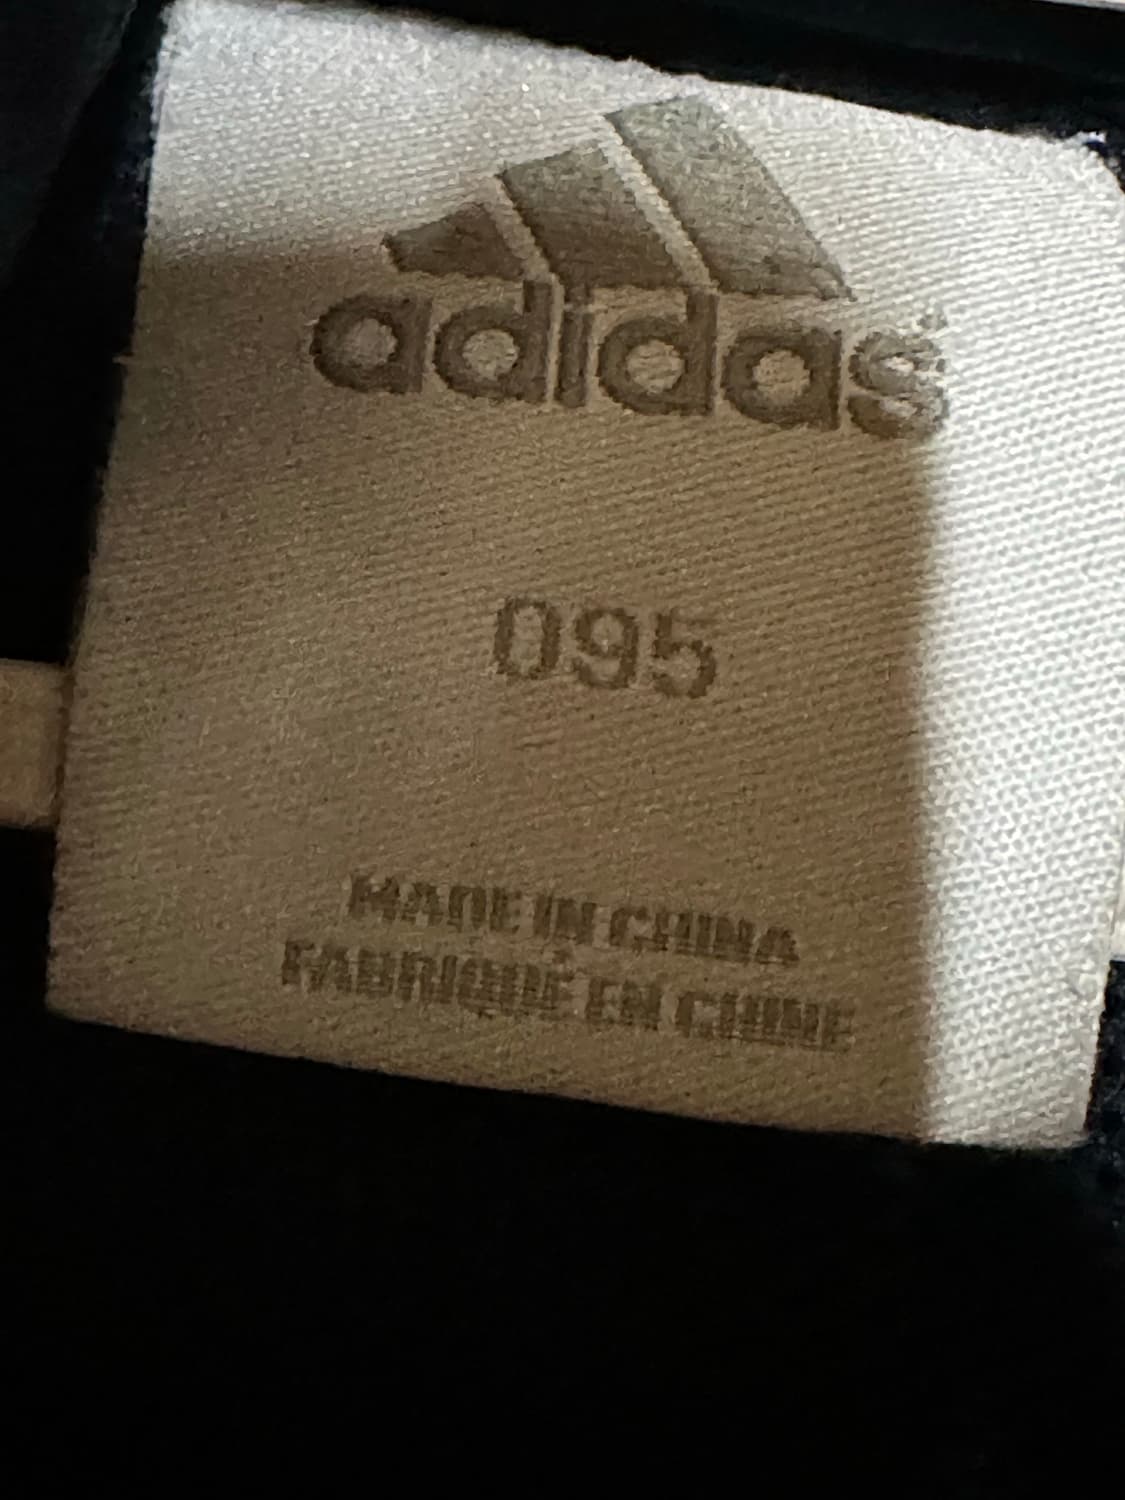 adidas®
095
MADE IN CHINA
FABRIQUÉ EN CHINE